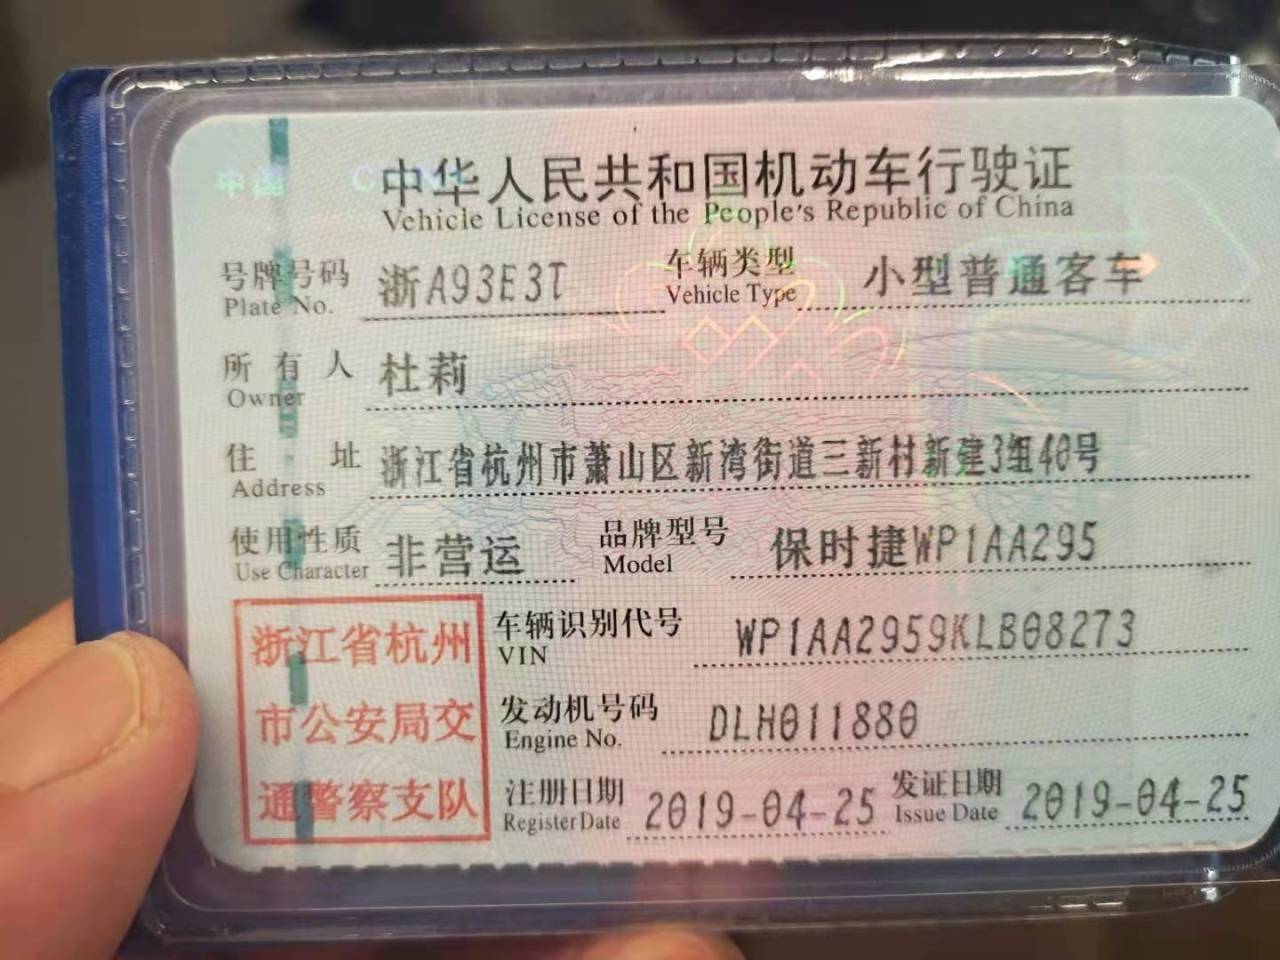 中国 CHINA
中华人民共和国机动车行驶证
Vehicle License of the People's Republic of China
号牌号码 浙A93E3T 车辆类型 小型普通客车
Plate No. Vehicle Type
所有人 杜莉
Owner
住址 浙江省杭州市萧山区新湾街道三新村新建3组40号
Address
使用性质 非营运 品牌型号 保时捷WP1AA295
Use Character Model
浙江省杭州
市公安局交
通警察支队
车辆识别代号 WP1AA2959KLB08273
VIN
发动机号码 DLH011880
Engine No.
注册日期 2019-04-25 发证日期 2019-04-25
Register Date Issue Date